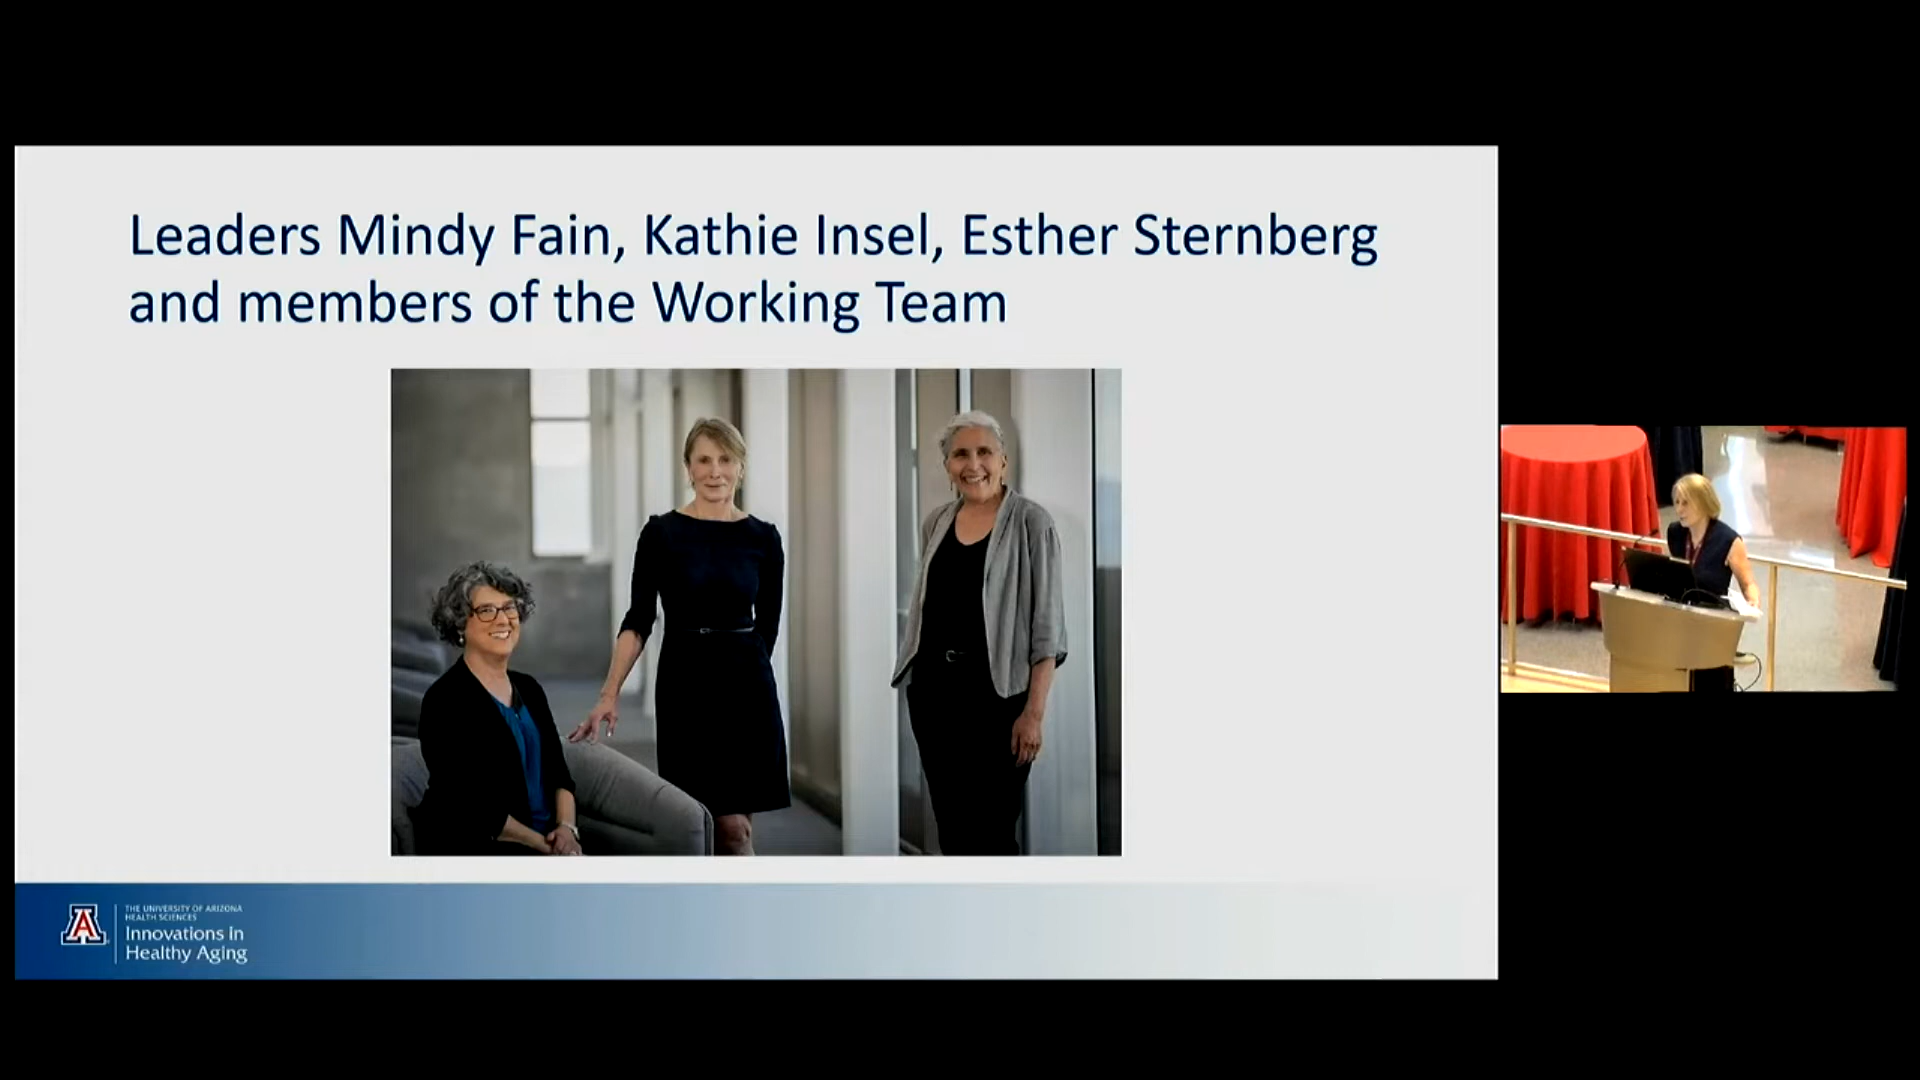 Leaders Mindy Fain, Kathie Insel, Esther Sternberg
and members of the Working Team
THE UNIVERSITY OF ARIZONA
HEALTH SCIENCES
Innovations in
Healthy Aging